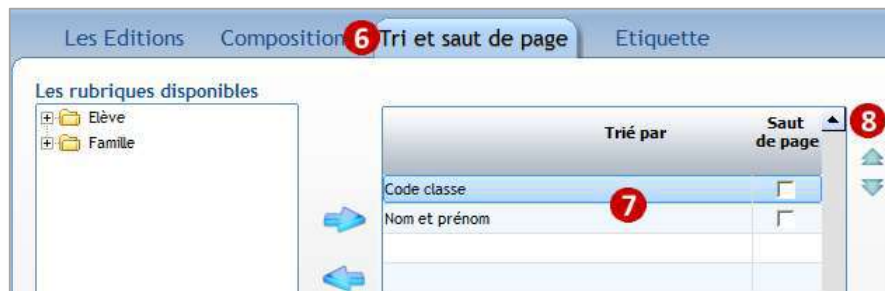 Les Editions Composition 6 Tri et saut de page Etiquette
Les rubriques disponibles
Elève
Famille
Trié par
Saut de page
8
Code classe
7
Nom et prénom